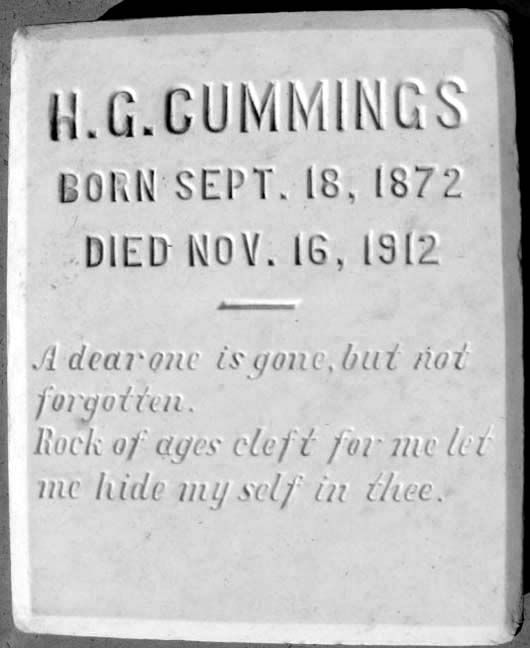 H.G.CUMMINGS
BORN SEPT. 18, 1872
DIED NOV. 16, 1912
A dear one is gone, but not
forgotten.
Rock of ages cleft for me let
me hide my self in thee.